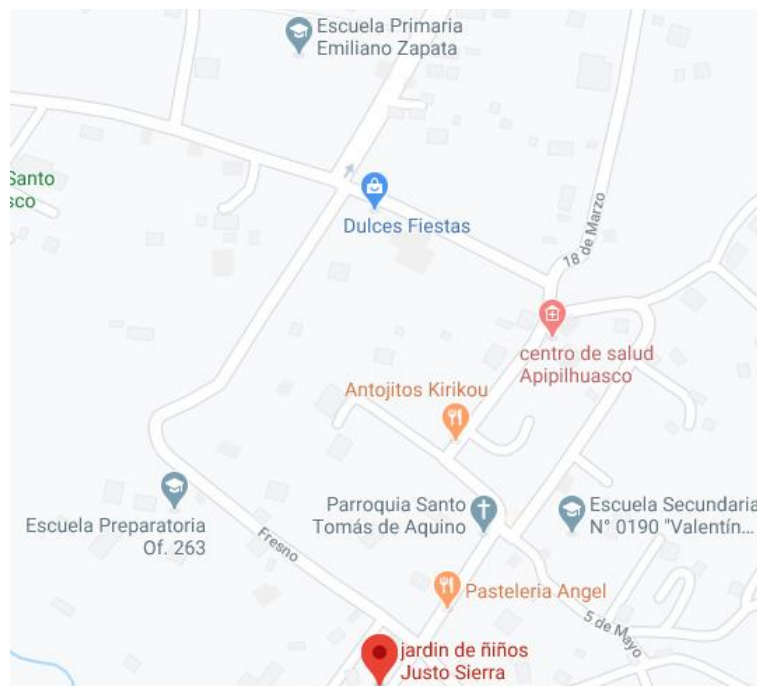 Escuela Primaria
Emiliano Zapata
Santo
sco
Dulces Fiestas
18 de Marzo
centro de salud
Apipilhuasco
Antojitos Kirikou
Parroquia Santo
Tomás de Aquino
Escuela Secundaria
N° 0190 "Valentín...
Escuela Preparatoria
Of. 263
Fresno
Pasteleria Angel
5 de Mayo
jardin de ñiños
Justo Sierra